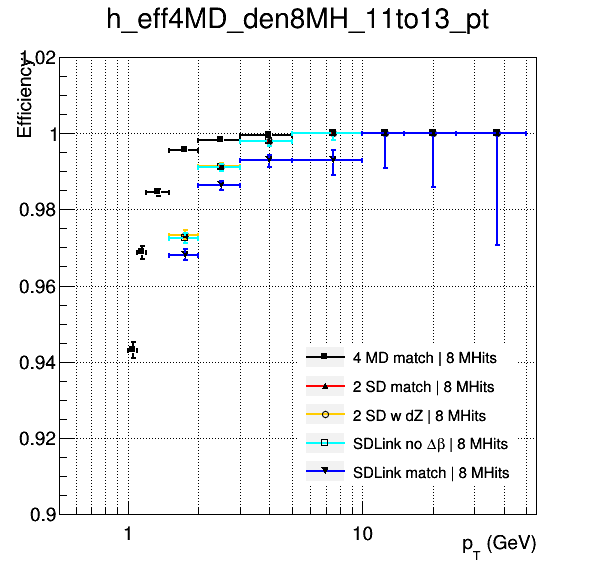 h_eff4MD_den8MH_11to13_pt
Efficiency
1.02
1
0.98
0.96
0.94
0.92
0.9
4 MD match | 8 MHits
2 SD match | 8 MHits
2 SD w dZ | 8 MHits
SDLink no Δβ | 8 MHits
SDLink match | 8 MHits
1
10
p_T (GeV)